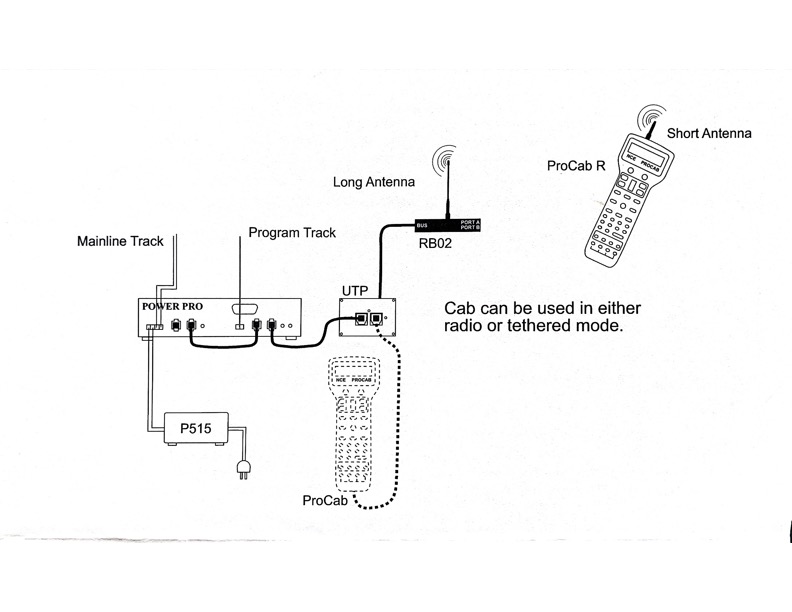 Short Antenna
NCE PROCAB
ProCab R
Long Antenna
BUS
PORT A
PORT B
RB02
Mainline Track
Program Track
UTP
POWER PRO
Cab can be used in either
radio or tethered mode.
NCE PROCAB
P515
ProCab